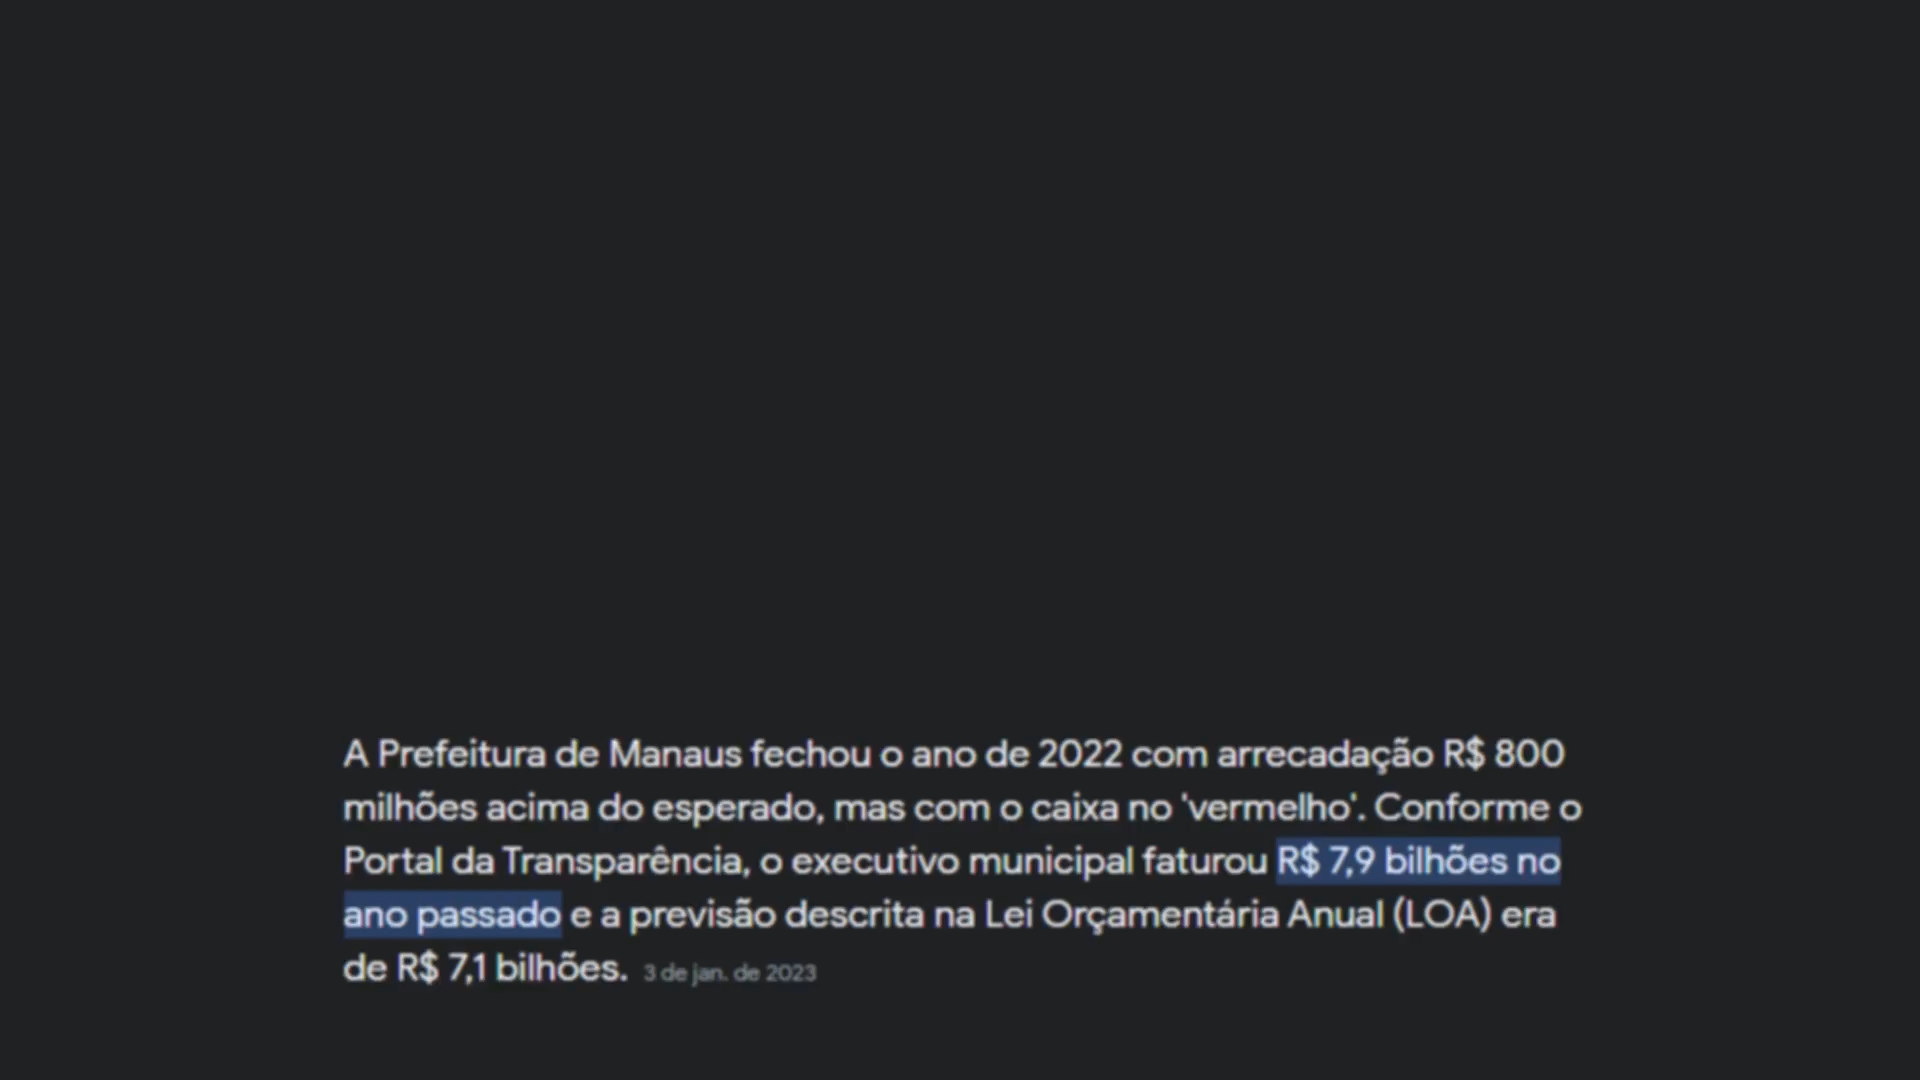 A Prefeitura de Manaus fechou o ano de 2022 com arrecadação R$ 800
milhões acima do esperado, mas com o caixa no 'vermelho'. Conforme o
Portal da Transparência, o executivo municipal faturou R$ 7,9 bilhões no
ano passado e a previsão descrita na Lei Orçamentária Anual (LOA) era
de R$ 7,1 bilhões. 3 de jan. de 2023